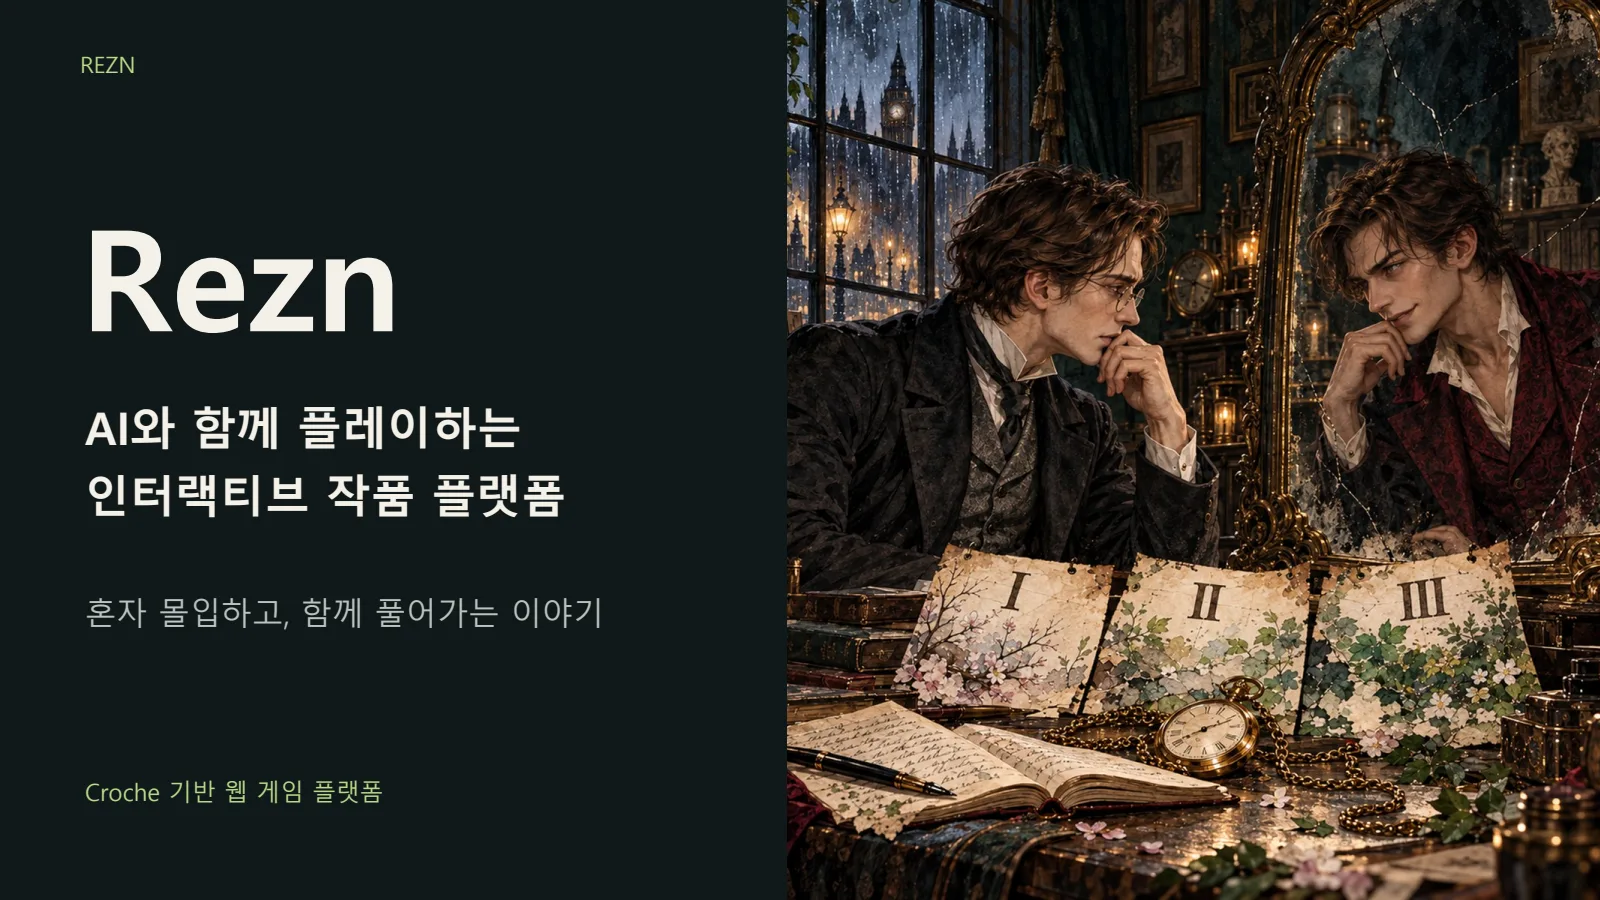 REZN
Rezn
AI와 함께 플레이하는
인터랙티브 작품 플랫폼
혼자 몰입하고, 함께 풀어가는 이야기
Croche 기반 웹 게임 플랫폼
I
II
III